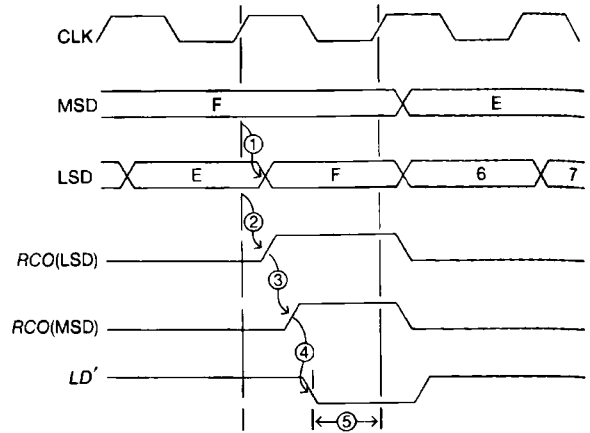 CLK
MSD F E
①
LSD E F 6 7
②
RCO(LSD)
③
RCO(MSD)
④
LD′
⑤